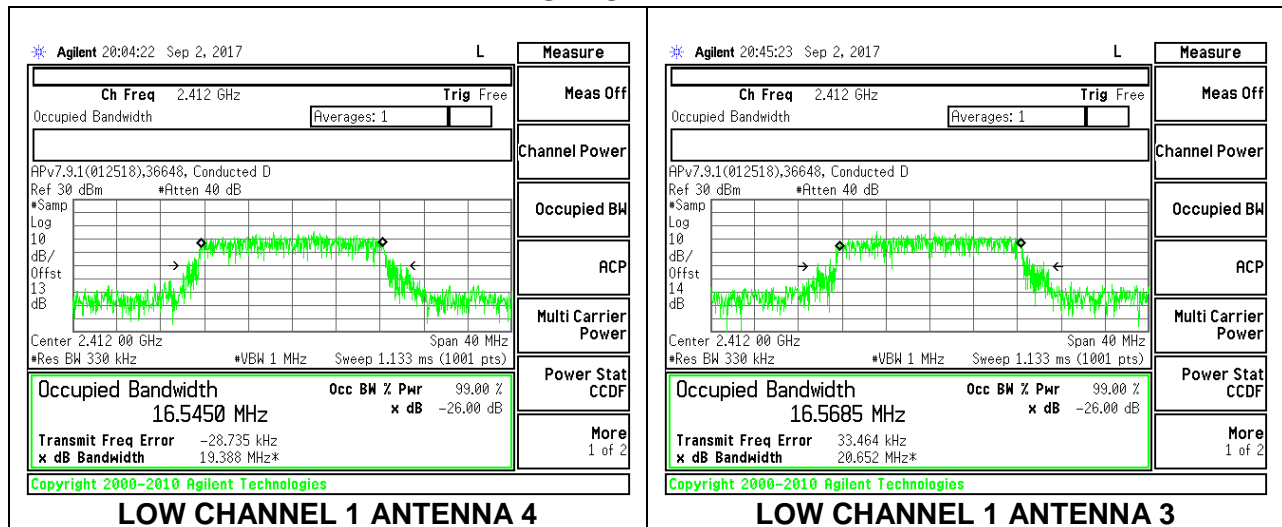 Agilent 20:04:22 Sep 2, 2017 L Measure
Ch Freq 2.412 GHz Trig Free
Occupied Bandwidth Averages: 1
APv7.9.1(012518),36648, Conducted D
Ref 30 dBm #Atten 40 dB
#Samp
Log
10
dB/
Offst
13
dB
Center 2.412 00 GHz Span 40 MHz
#Res BW 330 kHz #VBW 1 MHz Sweep 1.133 ms (1001 pts)
Occupied Bandwidth Occ BW % Pwr 99.00 %
16.5450 MHz x dB -26.00 dB
Transmit Freq Error -28.735 kHz
x dB Bandwidth 19.388 MHz*
Copyright 2000-2010 Agilent Technologies
Meas Off
Channel Power
Occupied BW
ACP
Multi Carrier
Power
Power Stat
CCDF
More
1 of 2
LOW CHANNEL 1 ANTENNA 4
Agilent 20:45:23 Sep 2, 2017 L Measure
Ch Freq 2.412 GHz Trig Free
Occupied Bandwidth Averages: 1
APv7.9.1(012518),36648, Conducted D
Ref 30 dBm #Atten 40 dB
#Samp
Log
10
dB/
Offst
14
dB
Center 2.412 00 GHz Span 40 MHz
#Res BW 330 kHz #VBW 1 MHz Sweep 1.133 ms (1001 pts)
Occupied Bandwidth Occ BW % Pwr 99.00 %
16.5685 MHz x dB -26.00 dB
Transmit Freq Error 33.464 kHz
x dB Bandwidth 20.652 MHz*
Copyright 2000-2010 Agilent Technologies
Meas Off
Channel Power
Occupied BW
ACP
Multi Carrier
Power
Power Stat
CCDF
More
1 of 2
LOW CHANNEL 1 ANTENNA 3